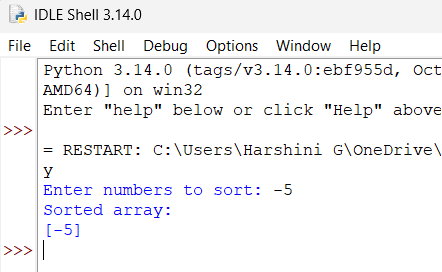 IDLE Shell 3.14.0
File Edit Shell Debug Options Window Help
Python 3.14.0 (tags/v3.14.0:ebf955d, Oct
AMD64)] on win32
Enter "help" below or click "Help" above
>>>
= RESTART: C:\Users\Harshini G\OneDrive\
y
Enter numbers to sort: -5
Sorted array:
[-5]
>>>